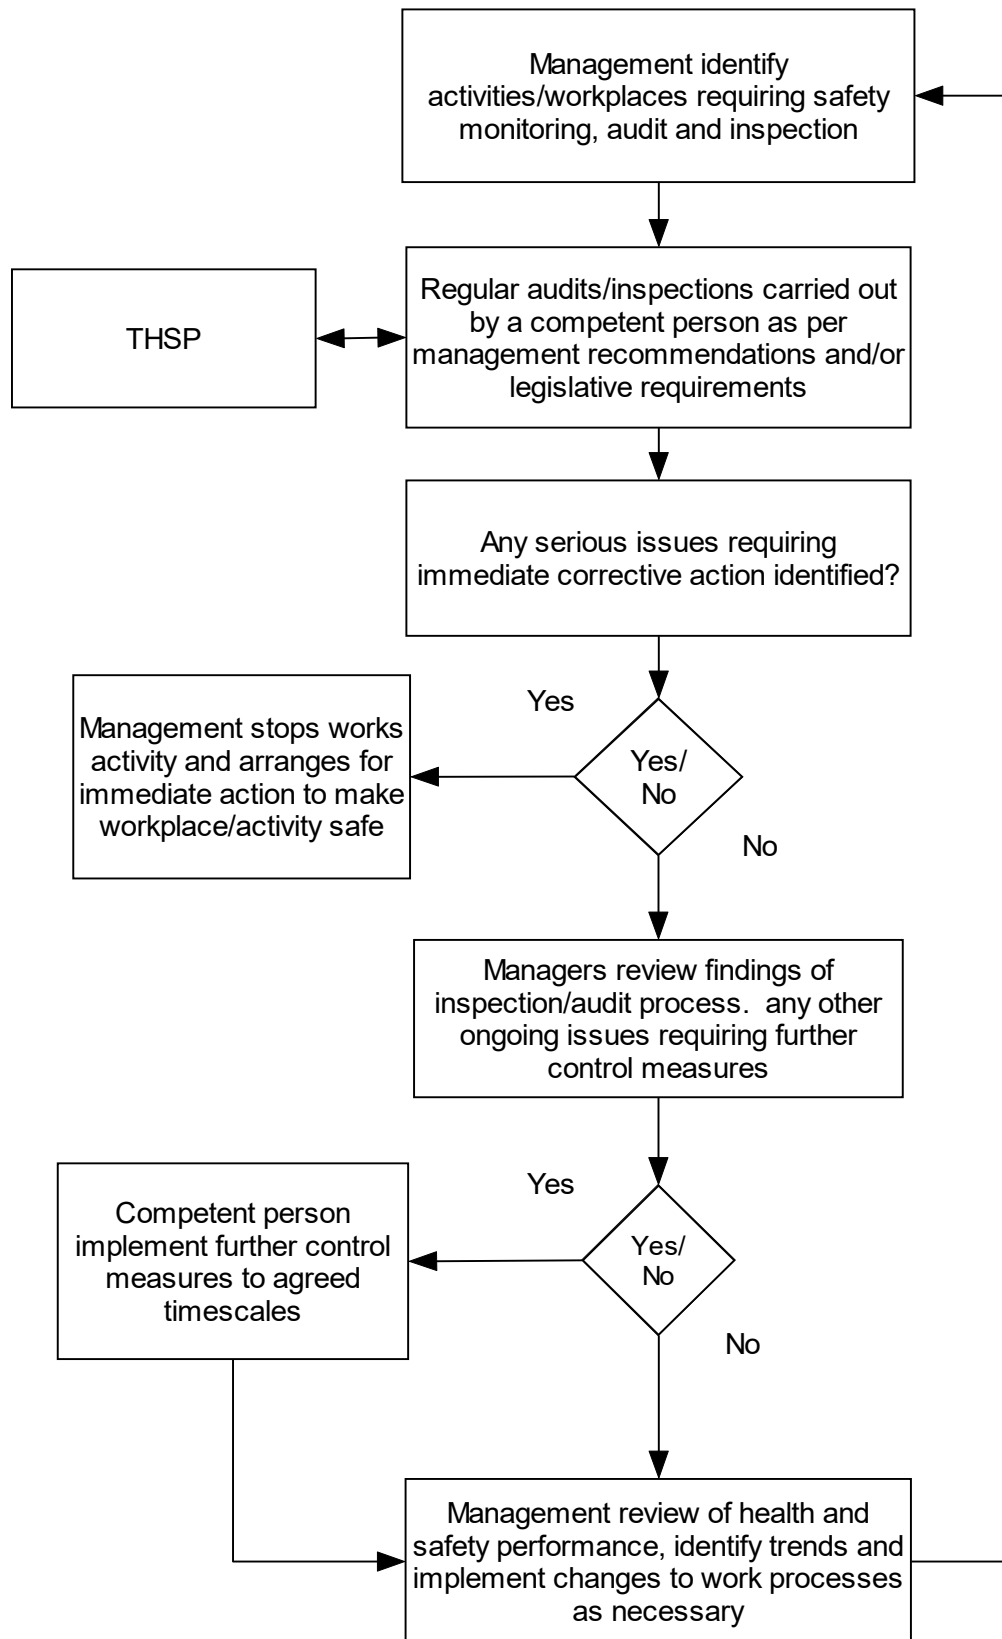 Management identify
activities/workplaces requiring safety
monitoring, audit and inspection
THSP
Regular audits/inspections carried out
by a competent person as per
management recommendations and/or
legislative requirements
Any serious issues requiring
immediate corrective action identified?
Yes
Management stops works
activity and arranges for
immediate action to make
workplace/activity safe
Yes/
No
No
Managers review findings of
inspection/audit process.  any other
ongoing issues requiring further
control measures
Yes
Competent person
implement further control
measures to agreed
timescales
Yes/
No
No
Management review of health and
safety performance, identify trends and
implement changes to work processes
as necessary